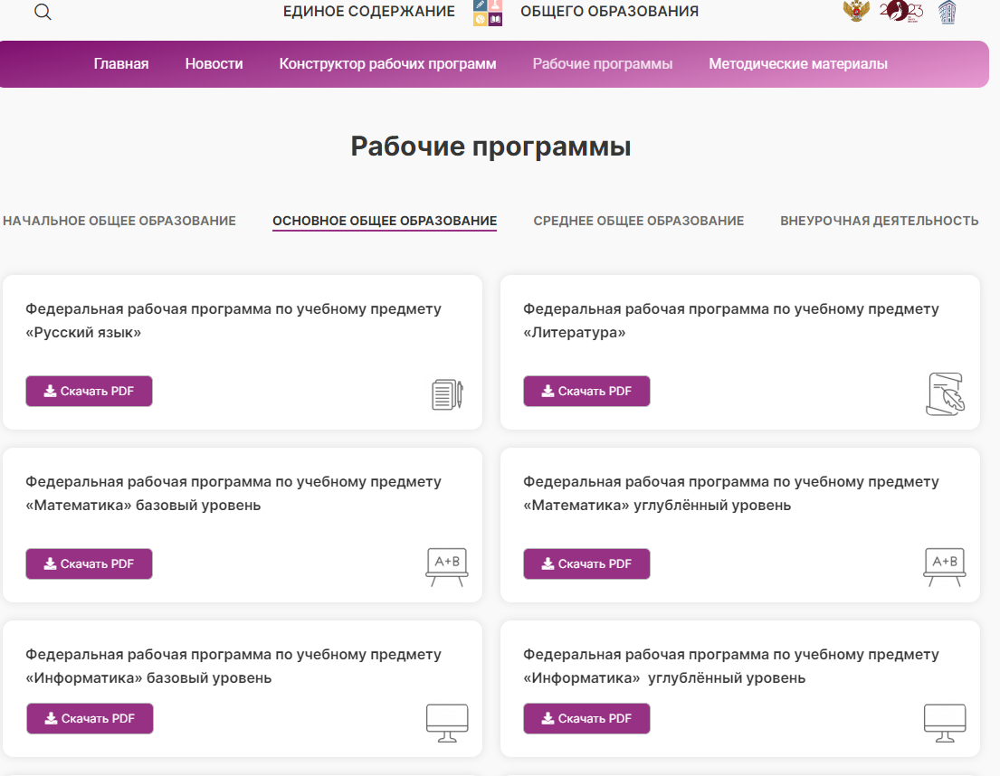 ЕДИНОЕ СОДЕРЖАНИЕ ОБЩЕГО ОБРАЗОВАНИЯ
2023
Главная Новости Конструктор рабочих программ Рабочие программы Методические материалы
Рабочие программы
НАЧАЛЬНОЕ ОБЩЕЕ ОБРАЗОВАНИЕ ОСНОВНОЕ ОБЩЕЕ ОБРАЗОВАНИЕ СРЕДНЕЕ ОБЩЕЕ ОБРАЗОВАНИЕ ВНЕУРОЧНАЯ ДЕЯТЕЛЬНОСТЬ
Федеральная рабочая программа по учебному предмету
«Русский язык»
Скачать PDF
Федеральная рабочая программа по учебному предмету
«Литература»
Скачать PDF
Федеральная рабочая программа по учебному предмету
«Математика» базовый уровень
Скачать PDF
A+B
Федеральная рабочая программа по учебному предмету
«Математика» углублённый уровень
Скачать PDF
A+B
Федеральная рабочая программа по учебному предмету
«Информатика» базовый уровень
Скачать PDF
Федеральная рабочая программа по учебному предмету
«Информатика» углублённый уровень
Скачать PDF